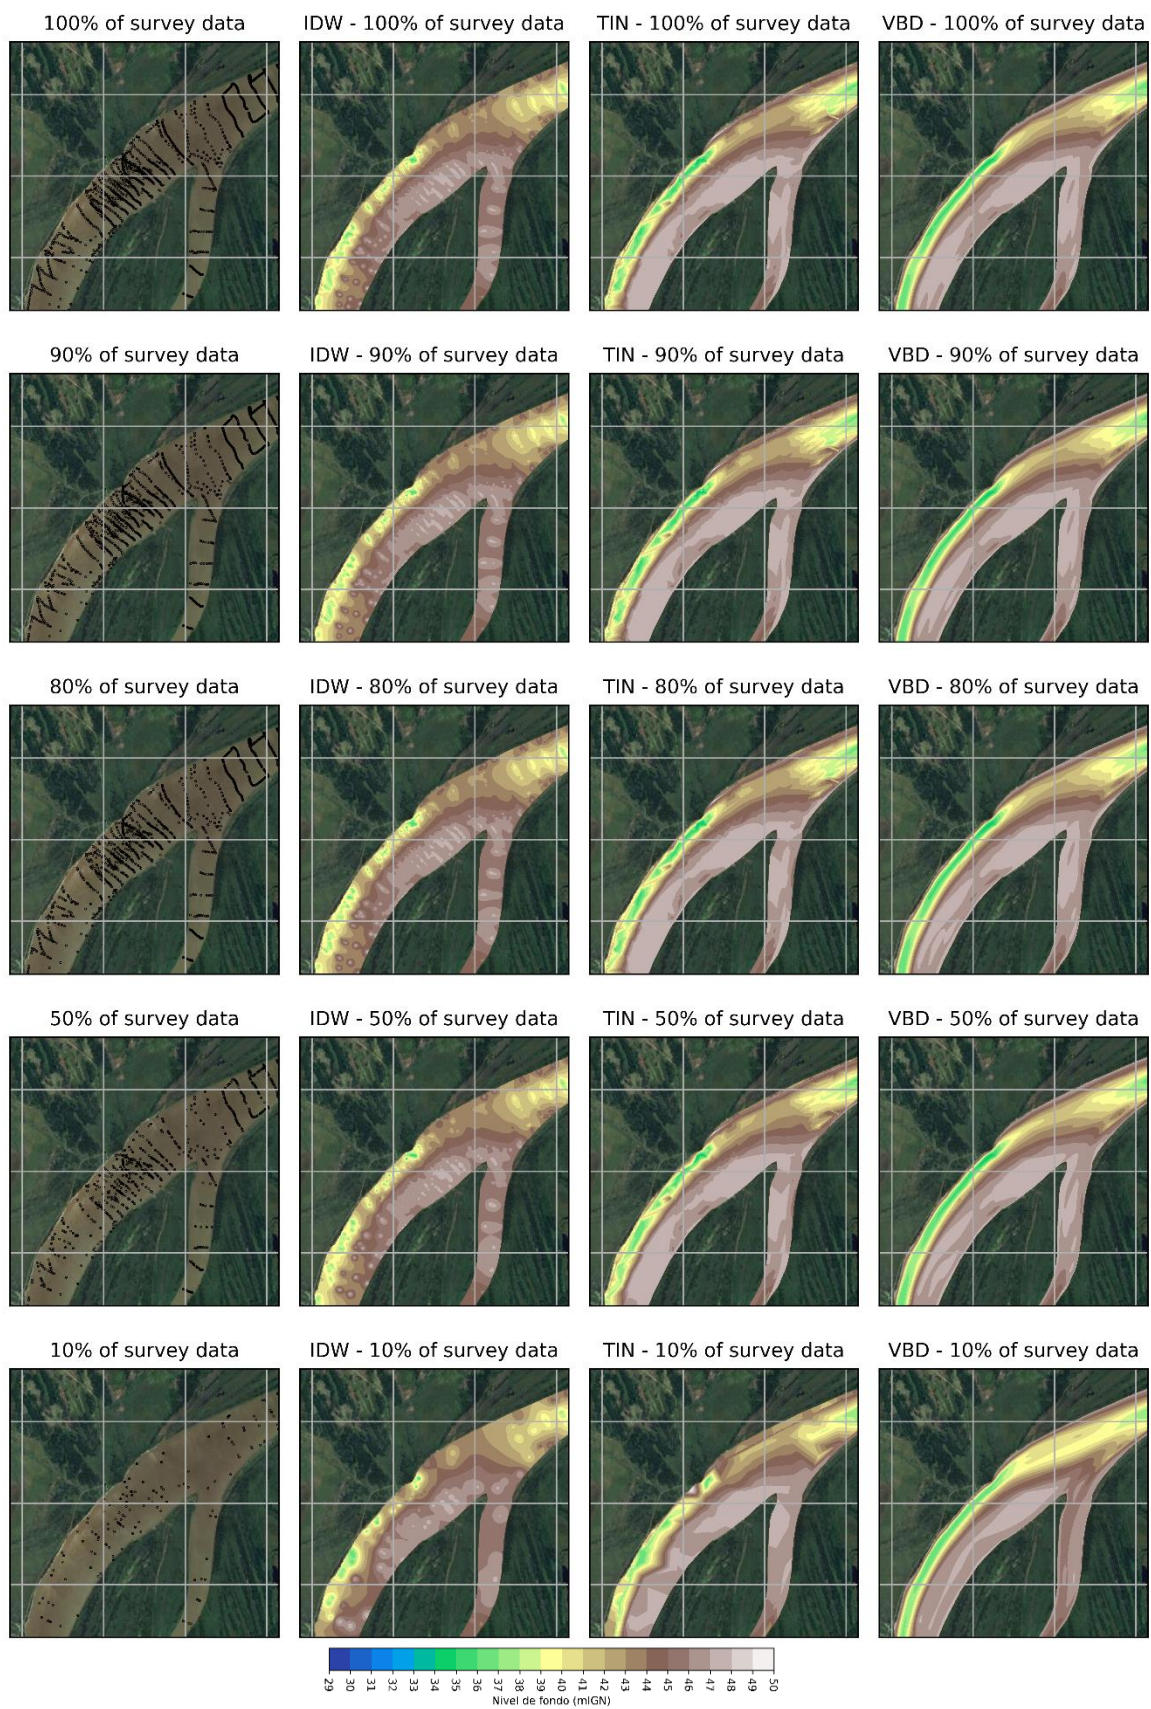 100% of survey data
IDW - 100% of survey data
TIN - 100% of survey data
VBD - 100% of survey data
90% of survey data
IDW - 90% of survey data
TIN - 90% of survey data
VBD - 90% of survey data
80% of survey data
IDW - 80% of survey data
TIN - 80% of survey data
VBD - 80% of survey data
50% of survey data
IDW - 50% of survey data
TIN - 50% of survey data
VBD - 50% of survey data
10% of survey data
IDW - 10% of survey data
TIN - 10% of survey data
VBD - 10% of survey data
29 30 31 32 33 34 35 36 37 38 39 40 41 42 43 44 45 46 47 48 49 50
Nivel de fondo (mIGN)